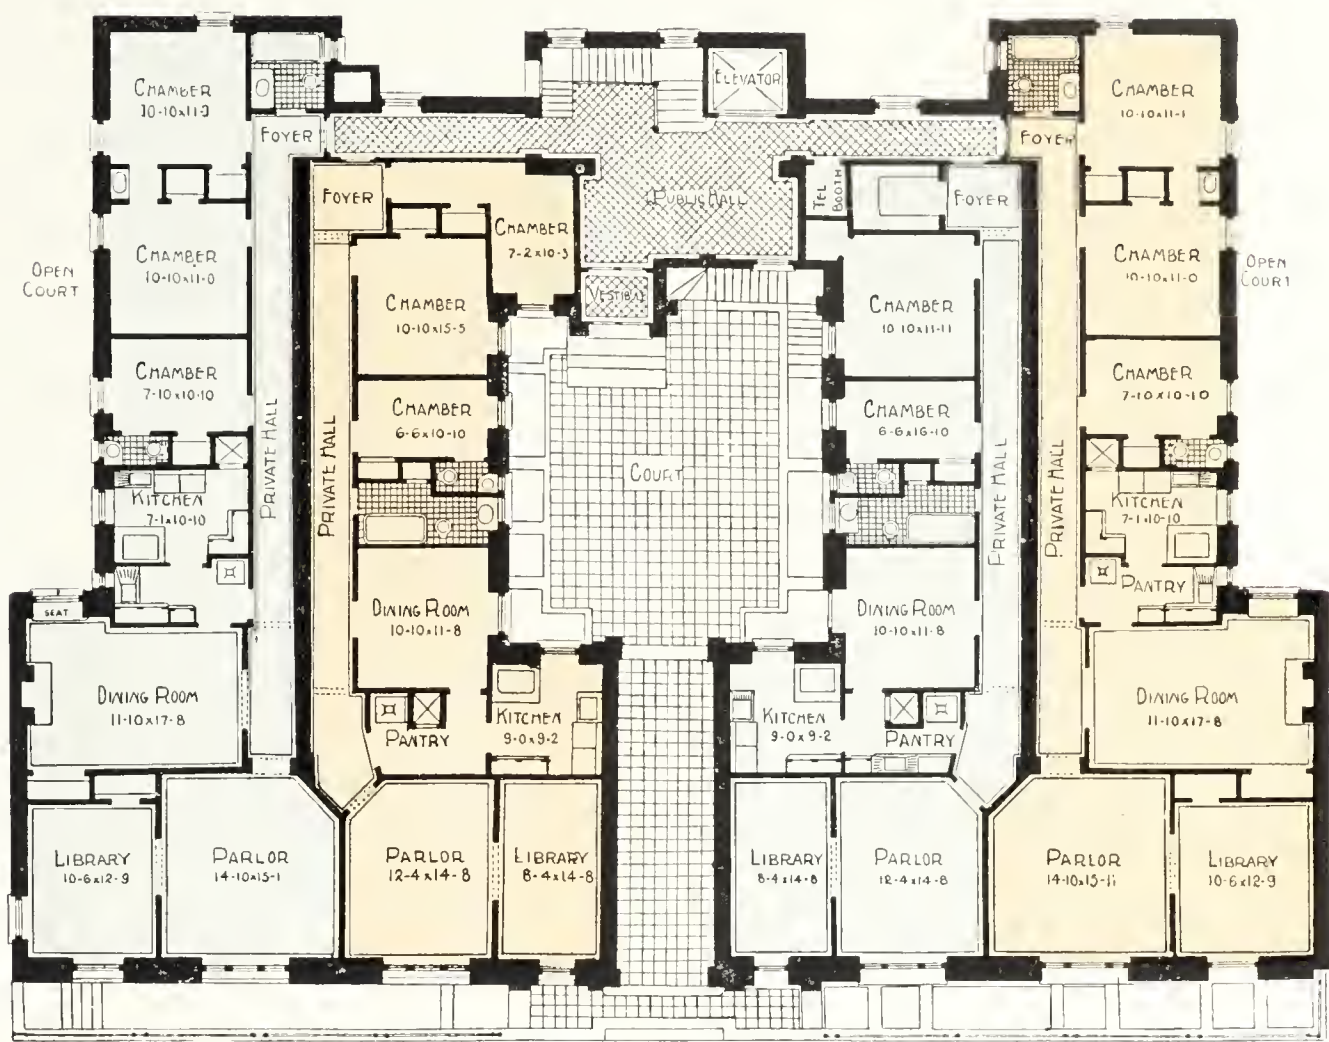 CHAMBER
10-10x11-3
FOYER
ELEVATOR
FOYER
CHAMBER
10-10x11-1
FOYER
CHAMBER
7-2x10-3
PUBLIC HALL
TEL BOOTH
FOYER
OPEN COURT
CHAMBER
10-10x11-0
CHAMBER
10-10x15-5
VESTIBULE
CHAMBER
10-10x11-11
CHAMBER
10-10x11-0
OPEN COURT
CHAMBER
7-10x10-10
CHAMBER
6-6x10-10
CHAMBER
6-6x16-10
CHAMBER
7-10x10-10
PRIVATE HALL
PRIVATE HALL
COURT
PRIVATE HALL
PRIVATE HALL
KITCHEN
7-1x10-10
KITCHEN
7-1x10-10
PANTRY
SEAT
DINING ROOM
10-10x11-8
DINING ROOM
10-10x11-8
DINING ROOM
11-10x17-8
DINING ROOM
11-10x17-8
PANTRY
KITCHEN
9-0x9-2
KITCHEN
9-0x9-2
PANTRY
LIBRARY
10-6x12-9
PARLOR
14-10x15-1
PARLOR
12-4x14-8
LIBRARY
8-4x14-8
LIBRARY
8-4x14-8
PARLOR
12-4x14-8
PARLOR
14-10x15-11
LIBRARY
10-6x12-9